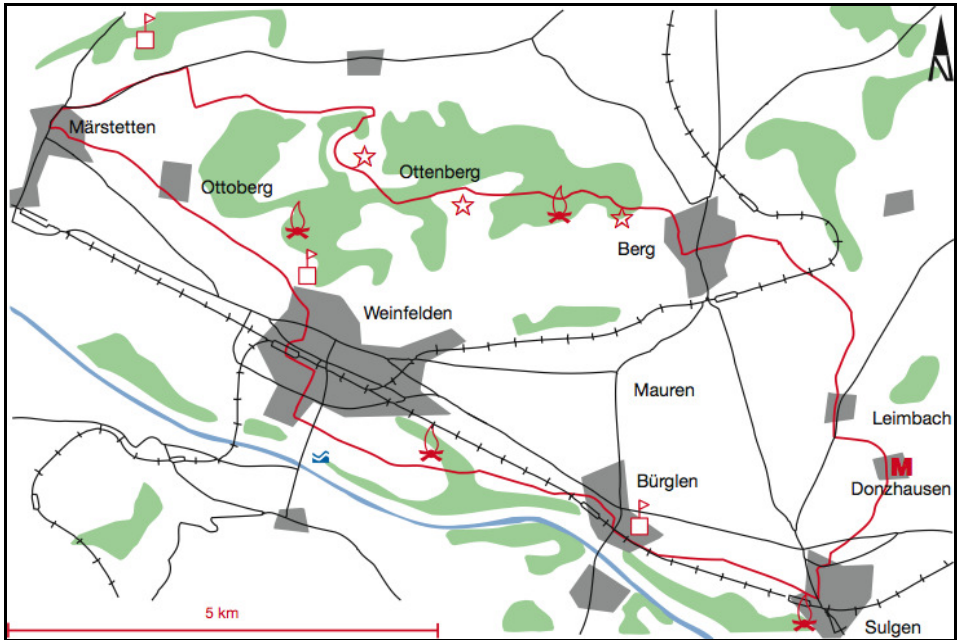 Märstetten
Ottoberg
Ottenberg
Berg
Weinfelden
Mauren
Leimbach
M
Donzhausen
Bürglen
5 km
Sulgen